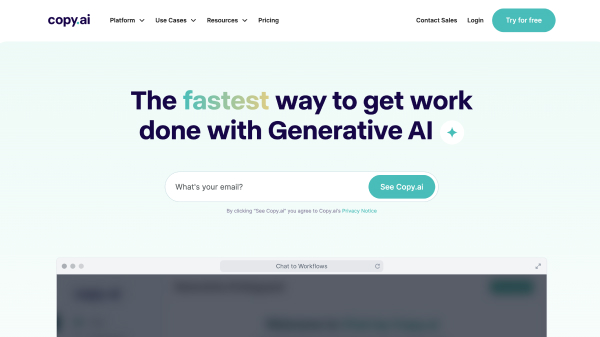 copy.ai
Platform
Use Cases
Resources
Pricing
Contact Sales
Login
Try for free
The fastest way to get work
done with Generative AI
What's your email?
See Copy.ai
By clicking "See Copy.ai" you agree to Copy.ai's Privacy Notice
Chat to Workflows
copy.ai